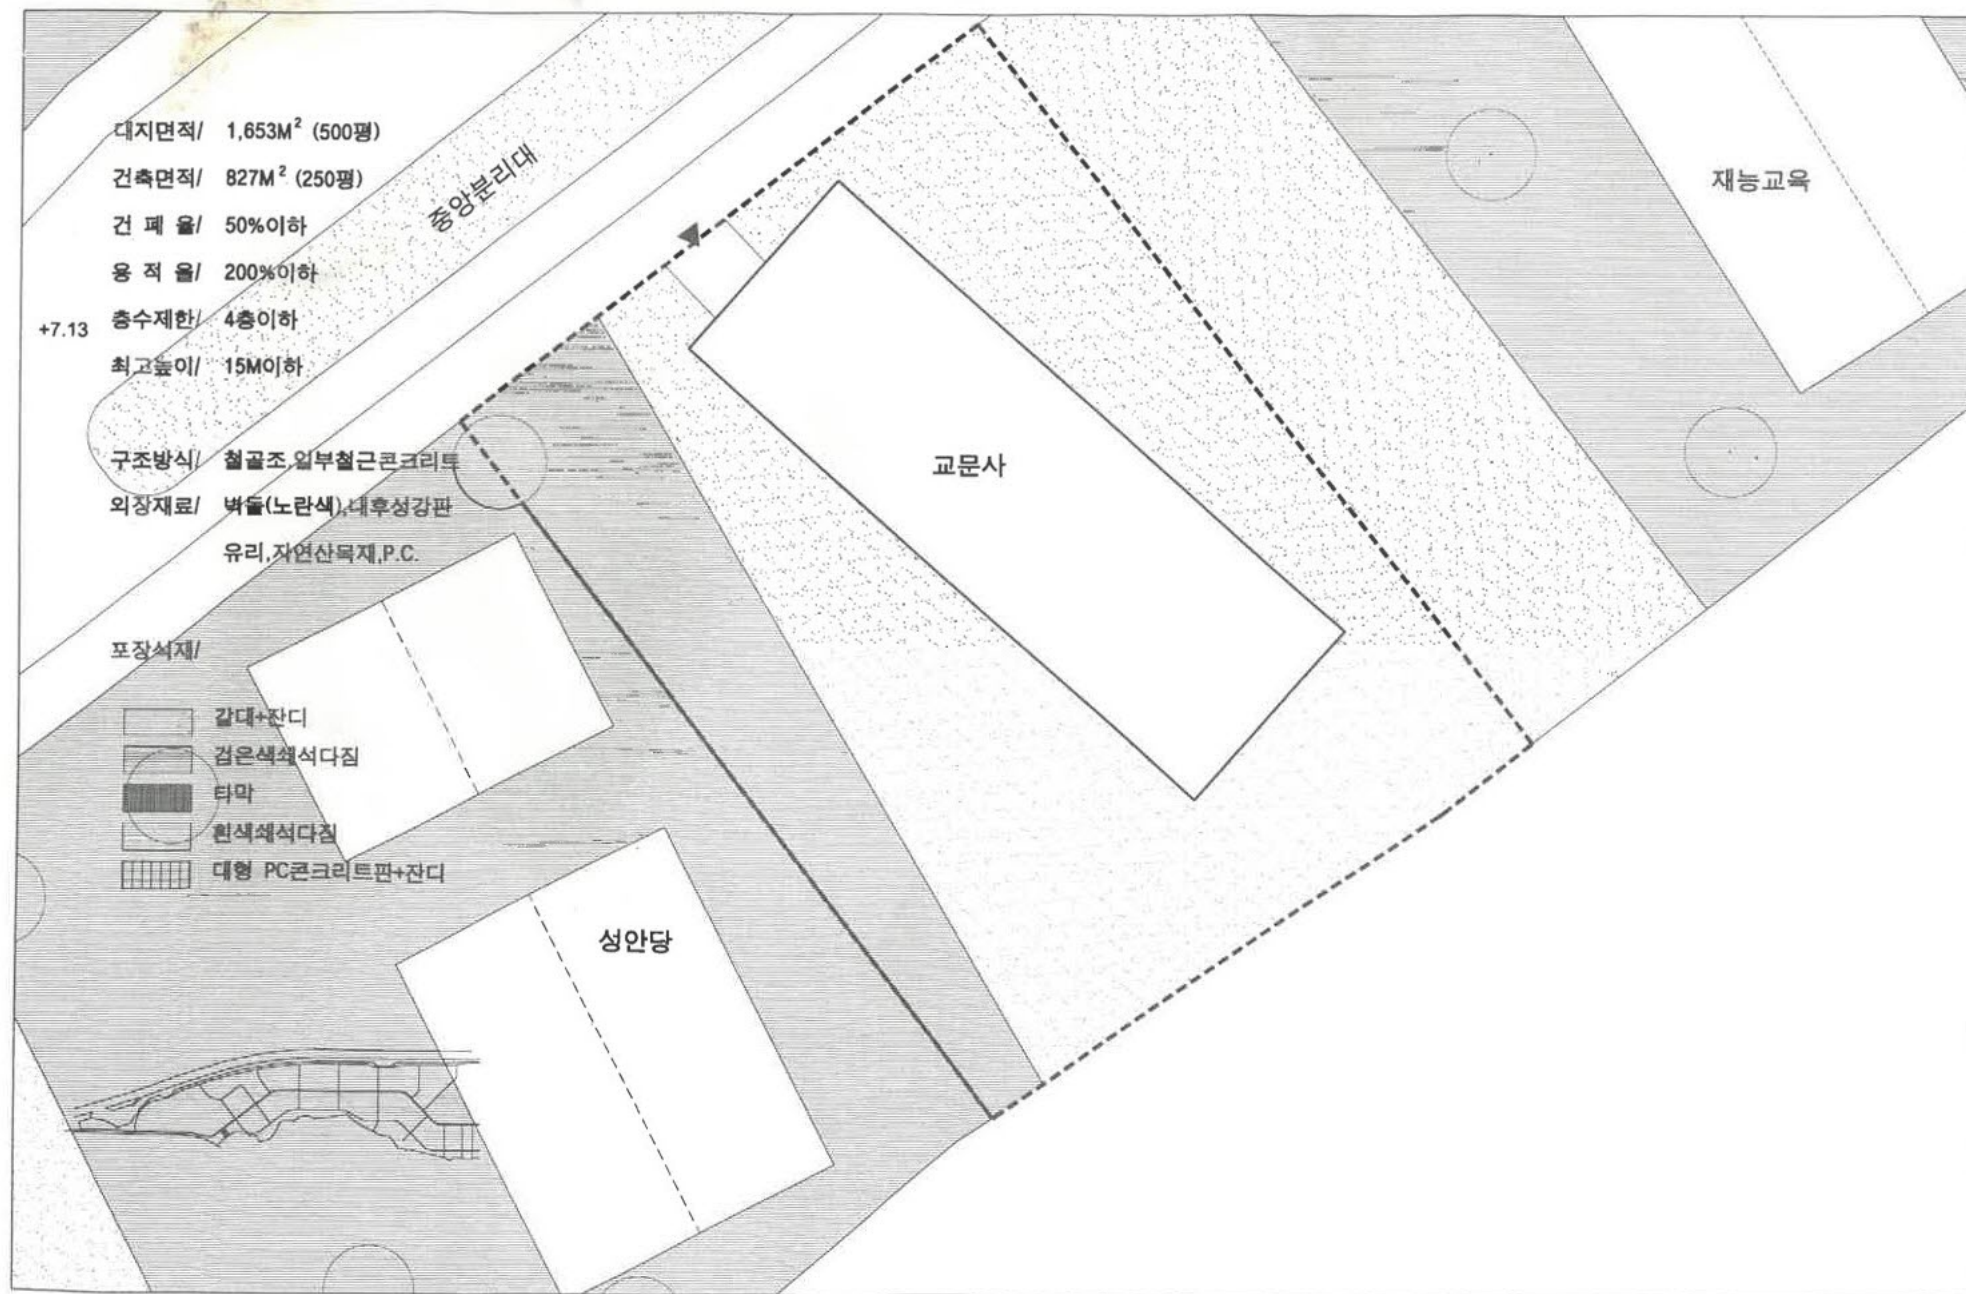 대지면적/ 1,653M² (500평)
건축면적/ 827M² (250평)
건 폐 율/ 50%이하
용 적 율/ 200%이하
층수제한/ 4층이하
최고높이/ 15M이하
+7.13
구조방식/ 철골조,일부철근콘크리트
외장재료/ 벽돌(노란색),내후성강판
유리,자연산목재,P.C.
포장석재/
갈대+잔디
검은색쇄석다짐
타막
흰색쇄석다짐
대형 PC콘크리트판+잔디
중앙분리대
재능교육
교문사
성안당